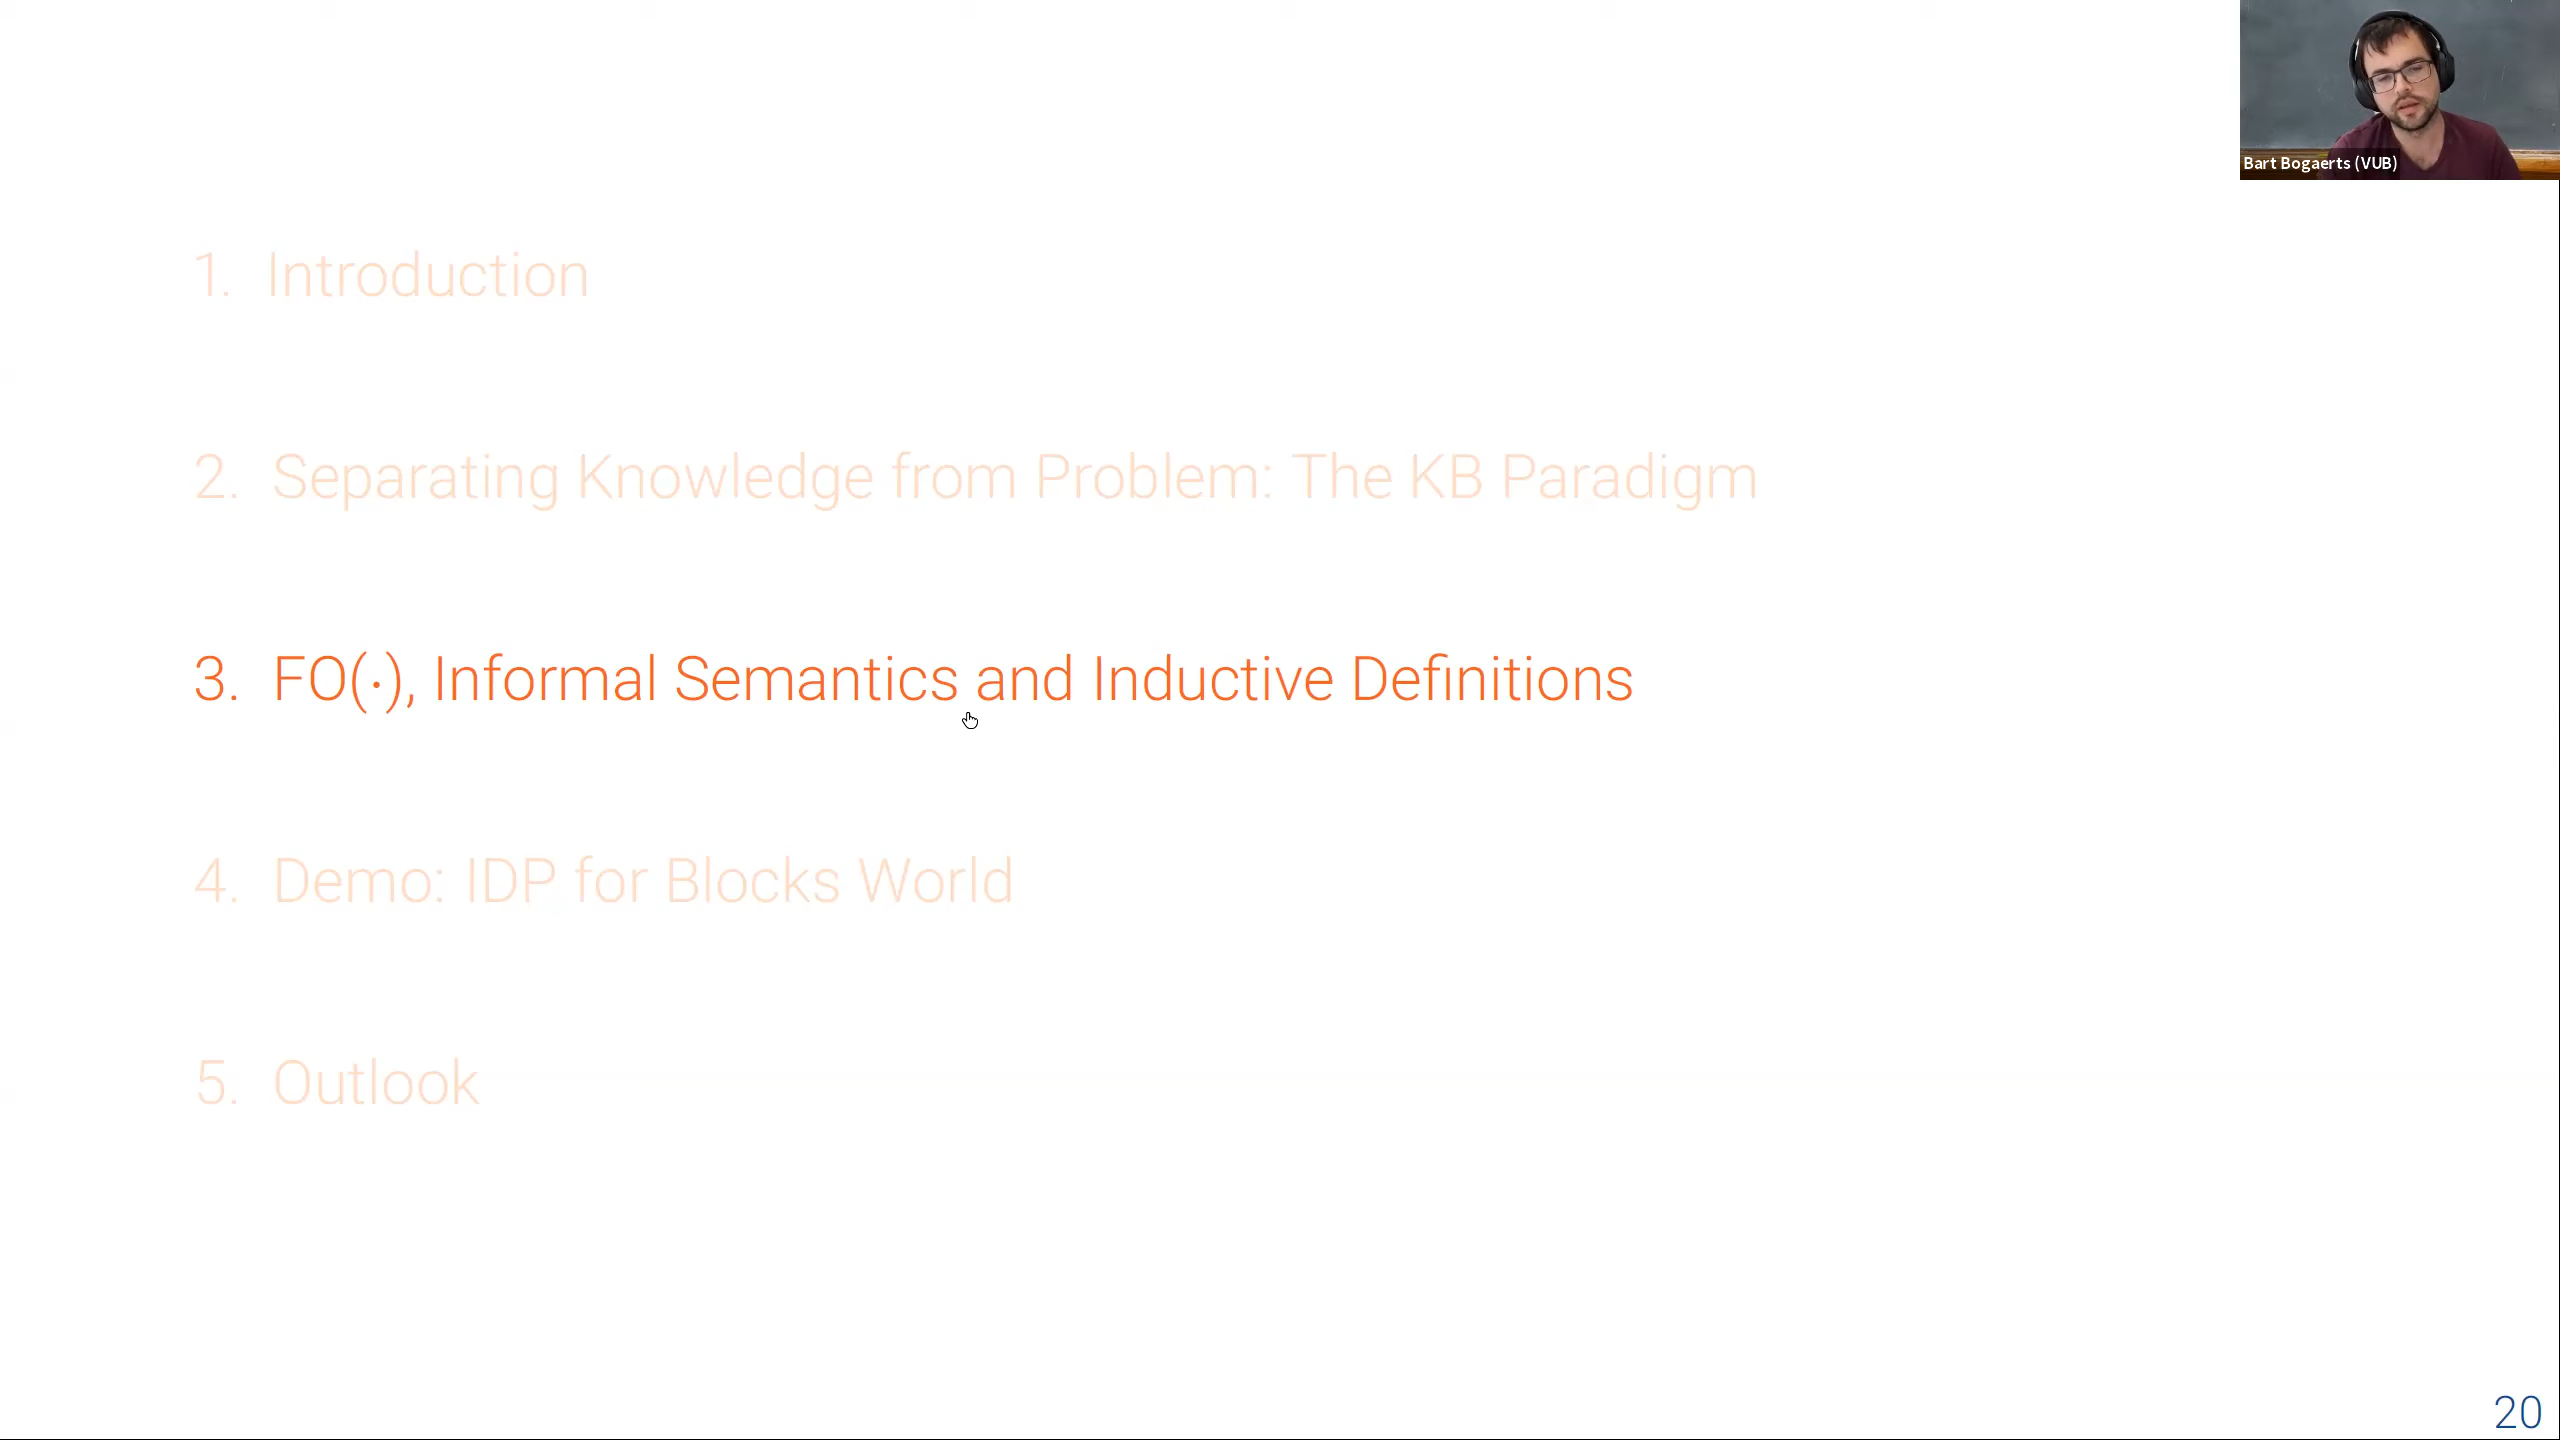 Bart Bogaerts (VUB)
1. Introduction
2. Separating Knowledge from Problem: The KB Paradigm
3. FO(·), Informal Semantics and Inductive Definitions
4. Demo: IDP for Blocks World
5. Outlook
20